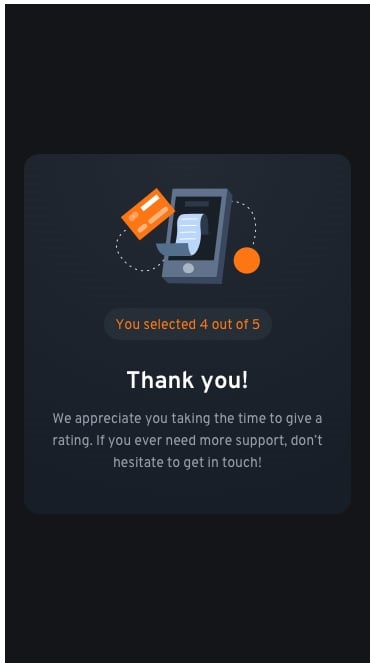 You selected 4 out of 5
Thank you!
We appreciate you taking the time to give a
rating. If you ever need more support, don't
hesitate to get in touch!